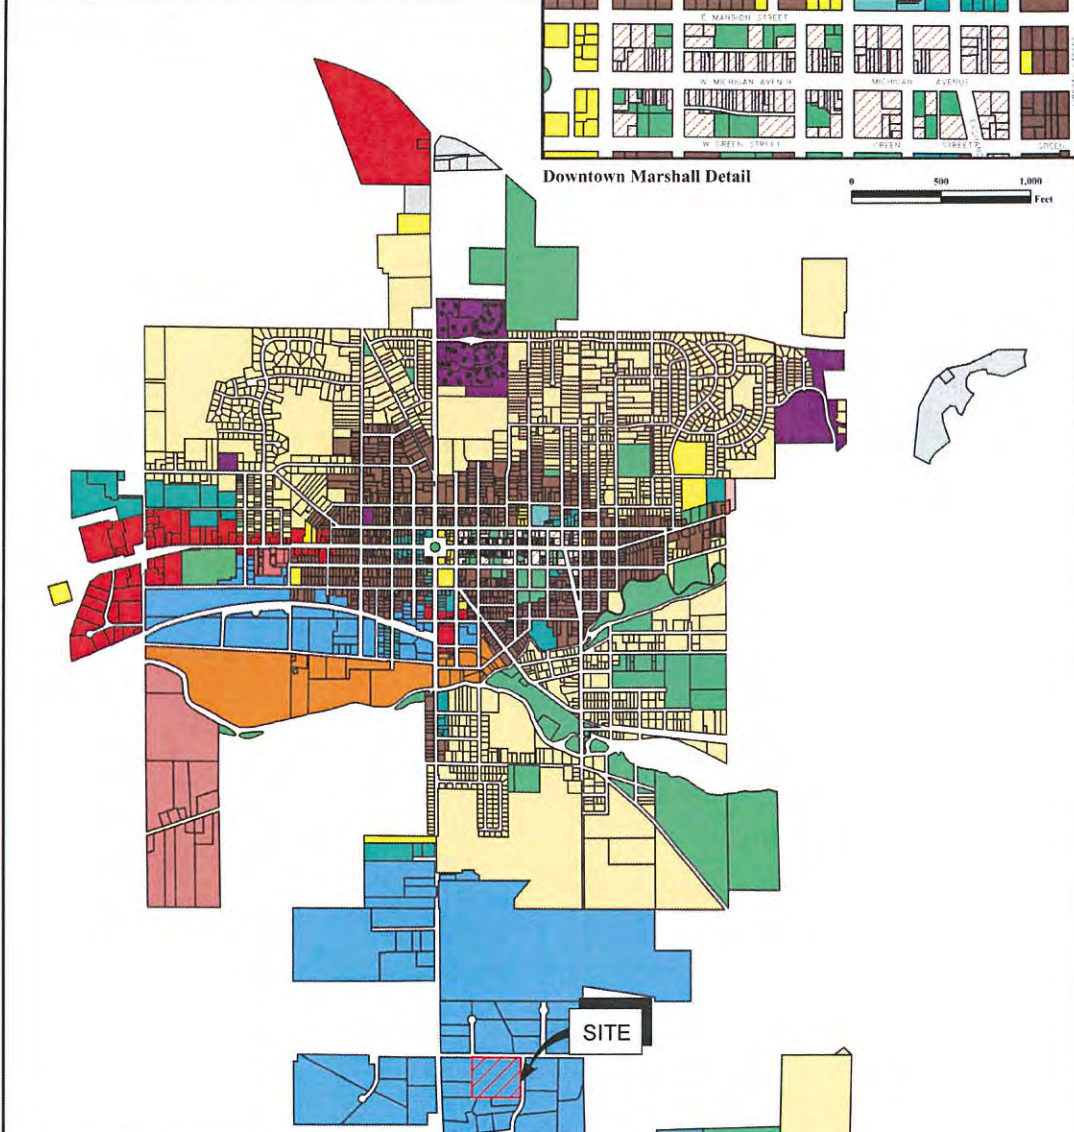 E MANSION STREET
W MICHIGAN AVENUE
MICHIGAN AVENUE
W GREEN STREET
GREEN STREET
GREEN
Downtown Marshall Detail
0 500 1,000
Feet
SITE